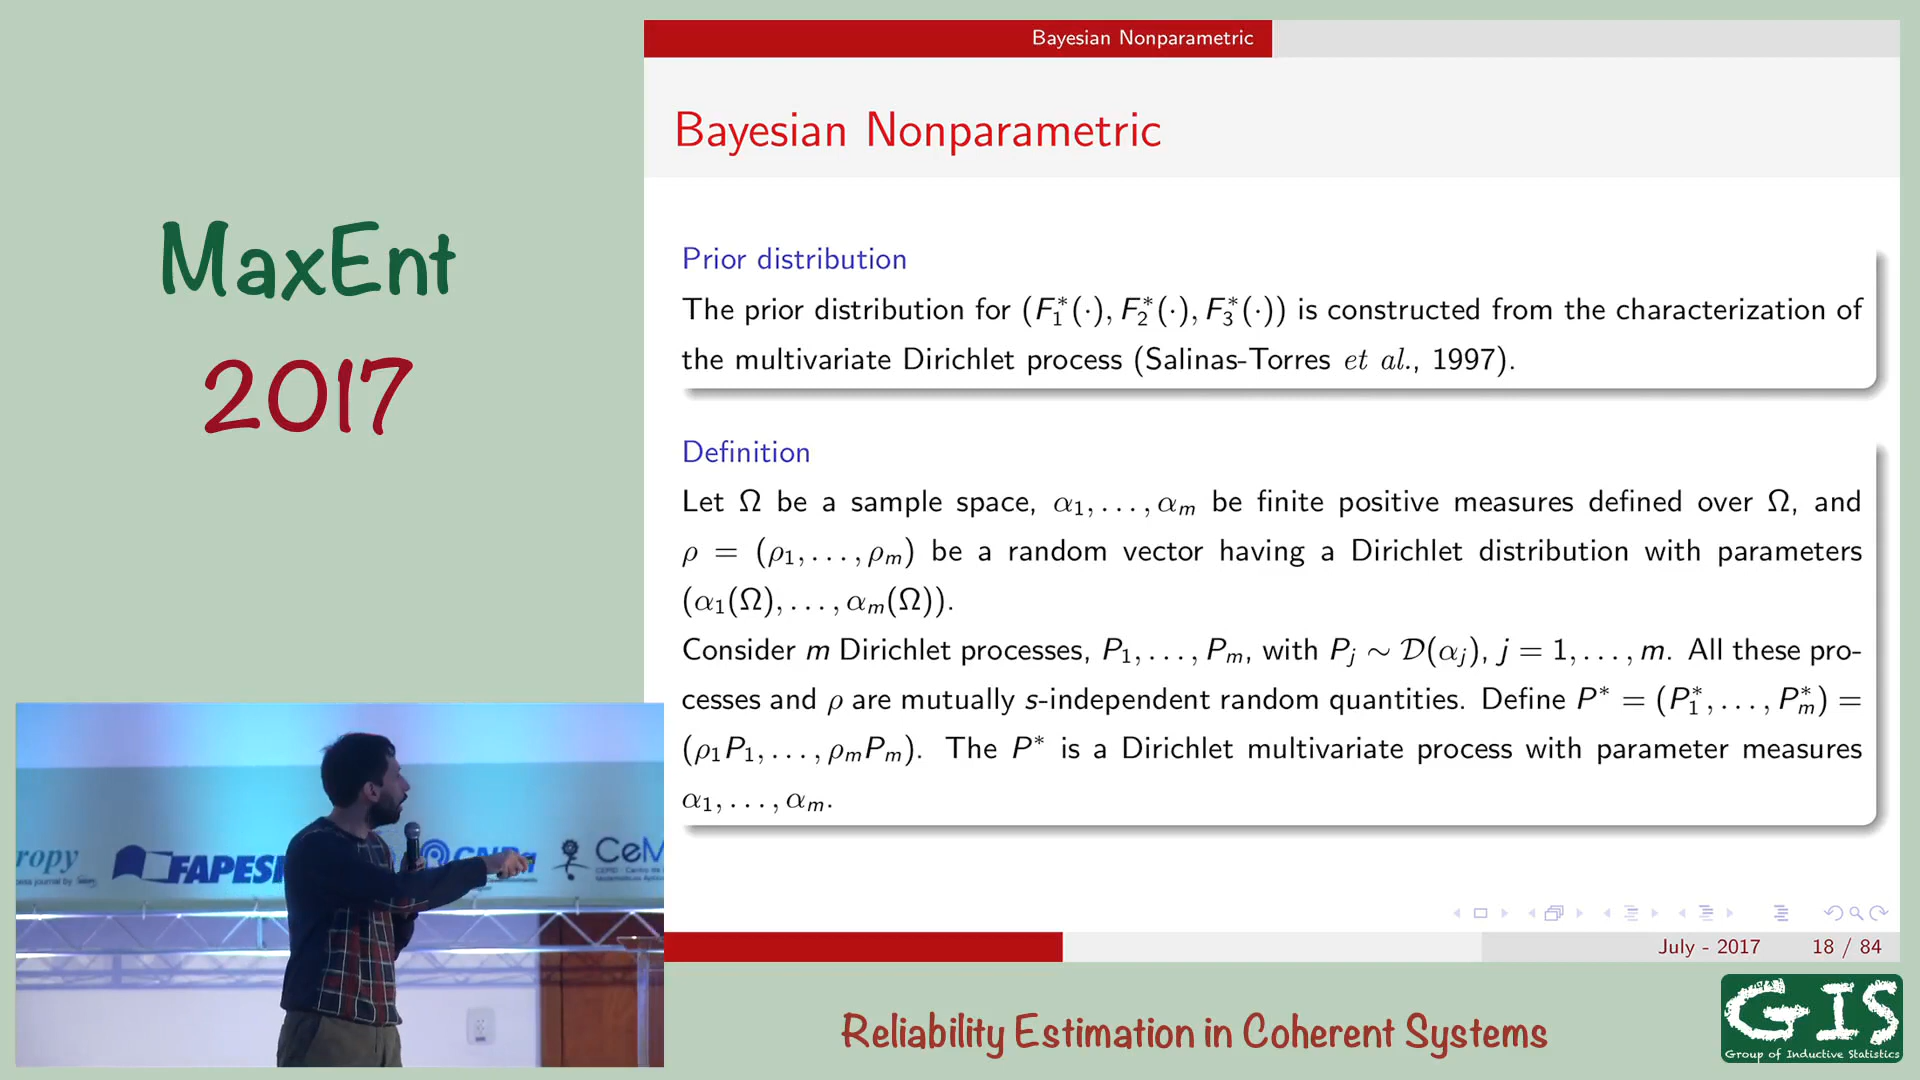 MaxEnt
2017
Bayesian Nonparametric
Bayesian Nonparametric
Prior distribution
The prior distribution for (F₁*(·), F₂*(·), F₃*(·)) is constructed from the characterization of
the multivariate Dirichlet process (Salinas-Torres et al., 1997).
Definition
Let Ω be a sample space, α₁, . . . , αₘ be finite positive measures defined over Ω, and
ρ = (ρ₁, . . . , ρₘ) be a random vector having a Dirichlet distribution with parameters
(α₁(Ω), . . . , αₘ(Ω)).
Consider m Dirichlet processes, P₁, . . . , Pₘ, with Pⱼ ∼ 𝒟(αⱼ), j = 1, . . . , m. All these pro-
cesses and ρ are mutually s-independent random quantities. Define P* = (P₁*, . . . , Pₘ*) =
(ρ₁P₁, . . . , ρₘPₘ). The P* is a Dirichlet multivariate process with parameter measures
α₁, . . . , αₘ.
July - 2017 18 / 84
ropy
FAPESP
CNPq
CeM
Reliability Estimation in Coherent Systems
GIS
Group of Inductive Statistics